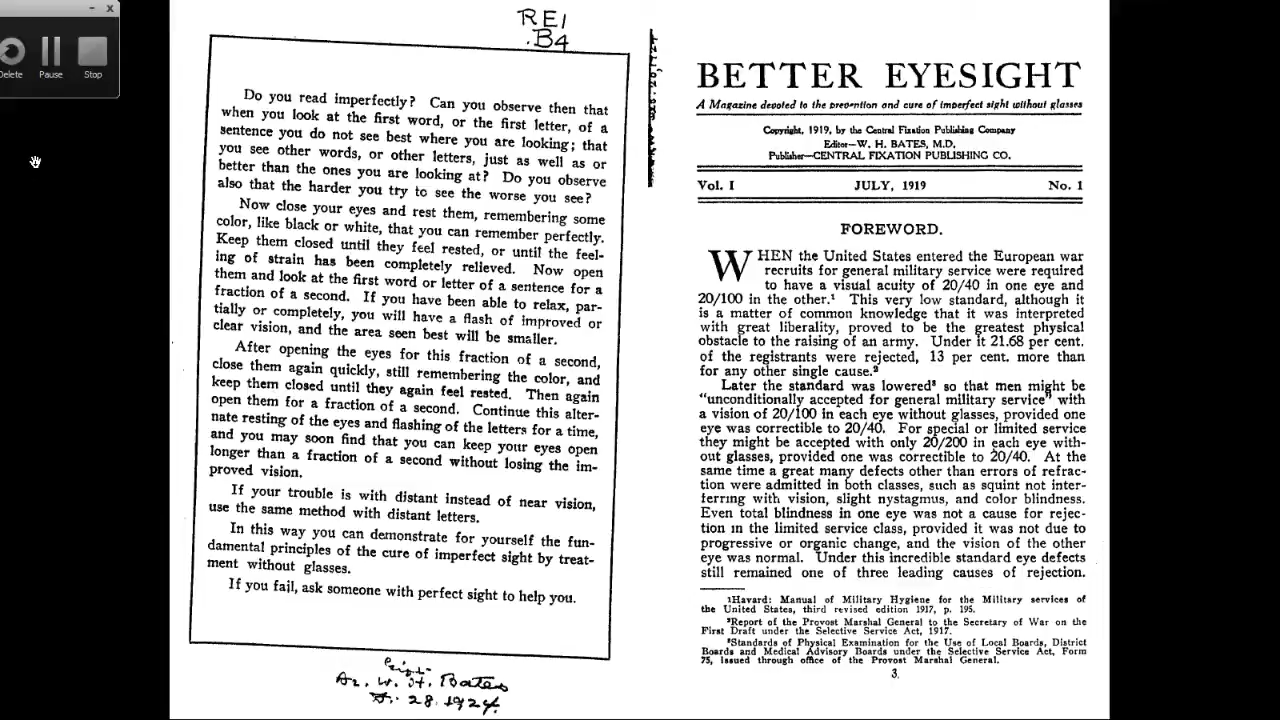 Delete Pause Stop
RE1
.B4
Do you read imperfectly? Can you observe then that
when you look at the first word, or the first letter, of a
sentence you do not see best where you are looking; that
you see other words, or other letters, just as well as or
better than the ones you are looking at? Do you observe
also that the harder you try to see the worse you see?
Now close your eyes and rest them, remembering some
color, like black or white, that you can remember perfectly.
Keep them closed until they feel rested, or until the feel-
ing of strain has been completely relieved. Now open
them and look at the first word or letter of a sentence for a
fraction of a second. If you have been able to relax, par-
tially or completely, you will have a flash of improved or
clear vision, and the area seen best will be smaller.
After opening the eyes for this fraction of a second,
close them again quickly, still remembering the color, and
keep them closed until they again feel rested. Then again
open them for a fraction of a second. Continue this alter-
nate resting of the eyes and flashing of the letters for a time,
and you may soon find that you can keep your eyes open
longer than a fraction of a second without losing the im-
proved vision.
If your trouble is with distant instead of near vision,
use the same method with distant letters.
In this way you can demonstrate for yourself the fun-
damental principles of the cure of imperfect sight by treat-
ment without glasses.
If you fail, ask someone with perfect sight to help you.
Dr. W. H. Bates
28. 1924.
BETTER EYESIGHT
A Magazine devoted to the prevention and cure of imperfect sight without glasses
Copyright, 1919, by the Central Fixation Publishing Company
Editor—W. H. BATES, M.D.
Publisher—CENTRAL FIXATION PUBLISHING CO.
Vol. I JULY, 1919 No. 1
FOREWORD.
WHEN the United States entered the European war
recruits for general military service were required
to have a visual acuity of 20/40 in one eye and
20/100 in the other.¹ This very low standard, although it
is a matter of common knowledge that it was interpreted
with great liberality, proved to be the greatest physical
obstacle to the raising of an army. Under it 21.68 per cent.
of the registrants were rejected, 13 per cent. more than
for any other single cause.²
Later the standard was lowered³ so that men might be
"unconditionally accepted for general military service" with
a vision of 20/100 in each eye without glasses, provided one
eye was correctible to 20/40. For special or limited service
they might be accepted with only 20/200 in each eye with-
out glasses, provided one was correctible to 20/40. At the
same time a great many defects other than errors of refrac-
tion were admitted in both classes, such as squint not inter-
ferring with vision, slight nystagmus, and color blindness.
Even total blindness in one eye was not a cause for rejec-
tion in the limited service class, provided it was not due to
progressive or organic change, and the vision of the other
eye was normal. Under this incredible standard eye defects
still remained one of three leading causes of rejection.
¹Havard: Manual of Military Hygiene for the Military services of
the United States, third revised edition 1917, p. 195.
²Report of the Provost Marshal General to the Secretary of War on the
First Draft under the Selective Service Act, 1917.
³Standards of Physical Examination for the Use of Local Boards, District
Boards and Medical Advisory Boards under the Selective Service Act, Form
75, issued through office of the Provost Marshal General.
3